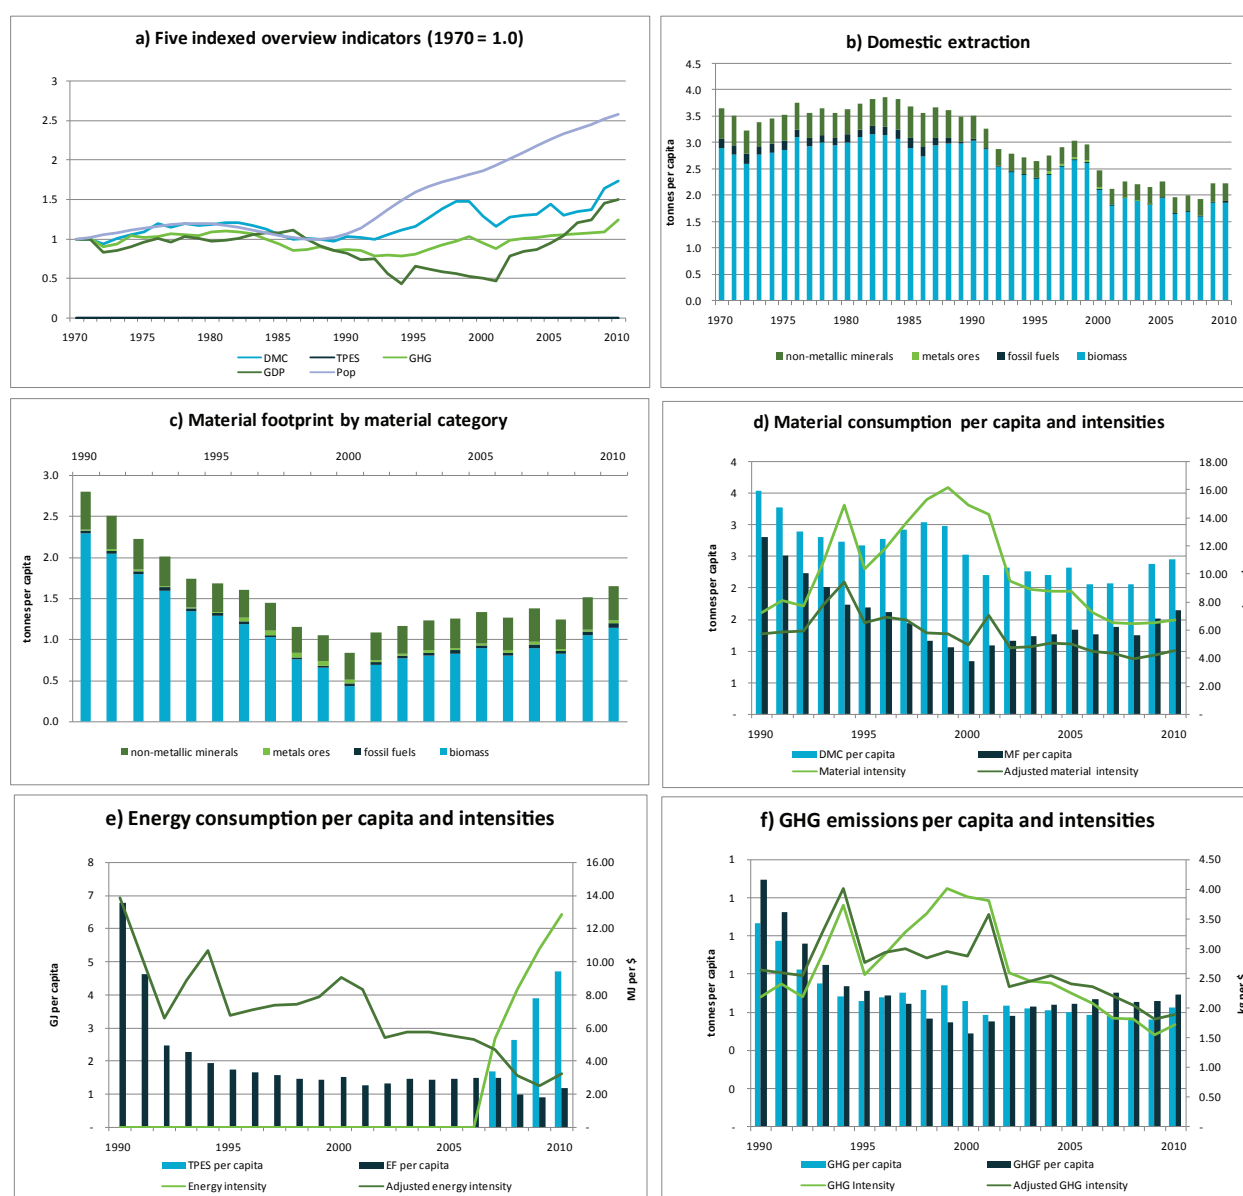 a) Five indexed overview indicators (1970 = 1.0)
3
2.5
2
1.5
1
0.5
0
1970 1975 1980 1985 1990 1995 2000 2005 2010
DMC TPES GHG
GDP Pop
b) Domestic extraction
tonnes per capita
4.5
4.0
3.5
3.0
2.5
2.0
1.5
1.0
0.5
0.0
1970 1975 1980 1985 1990 1995 2000 2005 2010
non-metallic minerals metals ores fossil fuels biomass
c) Material footprint by material category
1990 1995 2000 2005 2010
tonnes per capita
3.0
2.5
2.0
1.5
1.0
0.5
0.0
non-metallic minerals metals ores fossil fuels biomass
d) Material consumption per capita and intensities
tonnes per capita
4
4
3
3
2
2
1
1
-
18.00
16.00
14.00
12.00
10.00
8.00
6.00
4.00
2.00
-
1990 1995 2000 2005 2010
DMC per capita MF per capita
Material intensity Adjusted material intensity
e) Energy consumption per capita and intensities
GJ per capita
8
7
6
5
4
3
2
1
-
16.00
14.00
12.00
10.00
8.00
6.00
4.00
2.00
-
MJ per $
1990 1995 2000 2005 2010
TPES per capita EF per capita
Energy intensity Adjusted energy intensity
f) GHG emissions per capita and intensities
tonnes per capita
1
1
1
1
1
0
0
-
4.50
4.00
3.50
3.00
2.50
2.00
1.50
1.00
0.50
-
kg per $
1990 1995 2000 2005 2010
GHG per capita GHGF per capita
GHG Intensity Adjusted GHG intensity